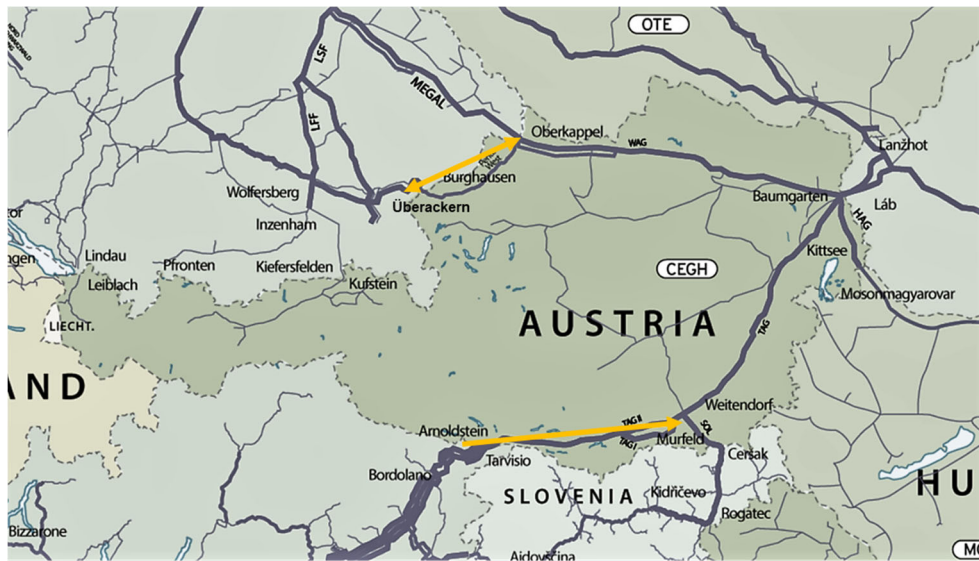 OTE
LSF
MEGAL
LFF
Oberkappel
WAG
Lanžhot
Burghausen
Wolfersberg
Überackern
Baumgarten
Láb
Inzenham
HAG
Lindau
Pfronten
Kiefersfelden
Kittsee
CEGH
Leiblach
Kufstein
Mosonmagyarovar
LIECHT.
AUSTRIA
TAG
AND
Weitendorf
Arnoldstein
TAG II
SOL
TAG I
Murfeld
Tarvisio
Ceršak
Bordolano
HU
SLOVENIA
Kidričevo
Rogatec
Bizzarone
Ajdovščina